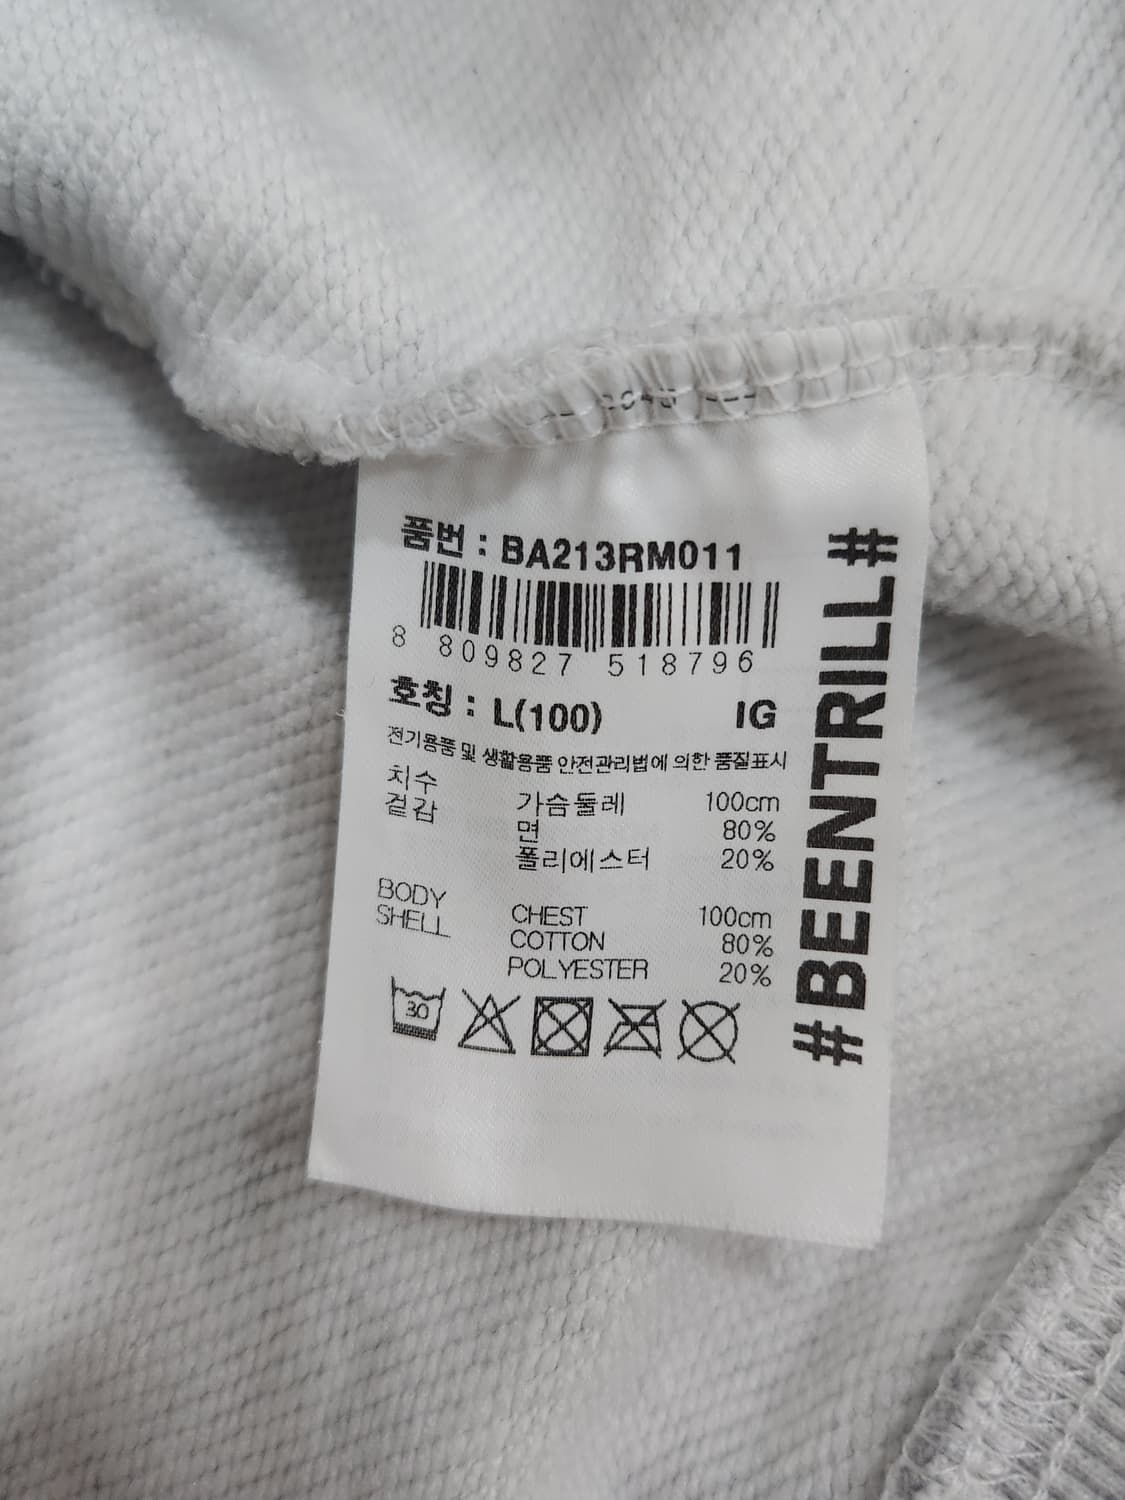 품번 : BA213RM011
8 809827 518796
호칭 : L(100) IG
전기용품 및 생활용품 안전관리법에 의한 품질표시
치수 가슴둘레 100cm
겉감 면 80%
폴리에스터 20%
BODY CHEST 100cm
SHELL COTTON 80%
POLYESTER 20%
30
#BEENTRILL#